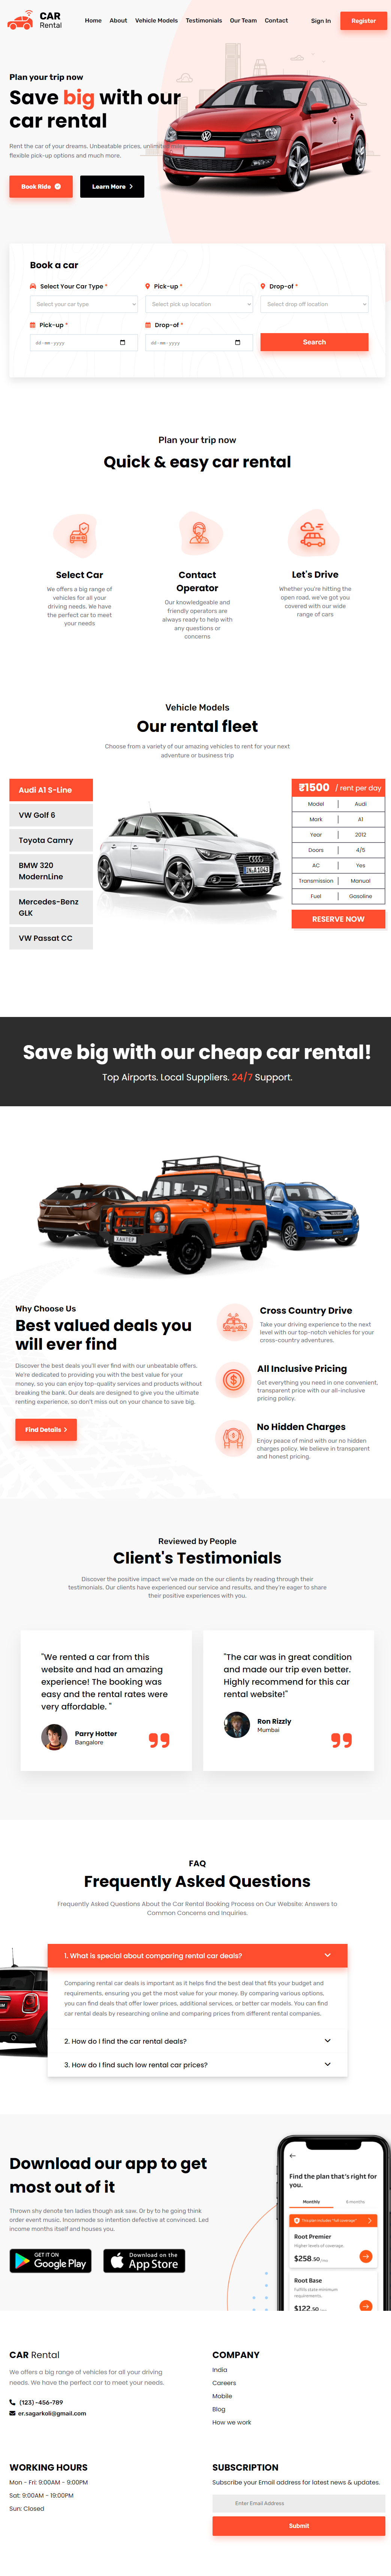 CAR
Rental
Home About Vehicle Models Testimonials Our Team Contact
Sign In
Register
Plan your trip now
Save big with our
car rental
Rent the car of your dreams. Unbeatable prices, unlimited miles,
flexible pick-up options and much more.
Book Ride
Learn More
Book a car
Select Your Car Type *
Pick-up *
Drop-of *
Select your car type
Select pick up location
Select drop off location
Pick-up *
Drop-of *
dd-mm-yyyy
dd-mm-yyyy
Search
Plan your trip now
Quick & easy car rental
Select Car
We offers a big range of
vehicles for all your
driving needs. We have
the perfect car to meet
your needs
Contact
Operator
Our knowledgeable and
friendly operators are
always ready to help with
any questions or
concerns
Let's Drive
Whether you're hitting the
open road, we've got you
covered with our wide
range of cars
Vehicle Models
Our rental fleet
Choose from a variety of our amazing vehicles to rent for your next
adventure or business trip
Audi A1 S-Line
VW Golf 6
Toyota Camry
BMW 320
ModernLine
Mercedes-Benz
GLK
VW Passat CC
₹1500 / rent per day
Model Audi
Mark A1
Year 2012
Doors 4/5
AC Yes
Transmission Manual
Fuel Gasoline
RESERVE NOW
Save big with our cheap car rental!
Top Airports. Local Suppliers. 24/7 Support.
Why Choose Us
Best valued deals you
will ever find
Discover the best deals you'll ever find with our unbeatable offers.
We're dedicated to providing you with the best value for your
money, so you can enjoy top-quality services and products without
breaking the bank. Our deals are designed to give you the ultimate
renting experience, so don't miss out on your chance to save big.
Find Details
Cross Country Drive
Take your driving experience to the next
level with our top-notch vehicles for your
cross-country adventures.
All Inclusive Pricing
Get everything you need in one convenient,
transparent price with our all-inclusive
pricing policy.
No Hidden Charges
Enjoy peace of mind with our no hidden
charges policy. We believe in transparent
and honest pricing.
Reviewed by People
Client's Testimonials
Discover the positive impact we've made on the our clients by reading through their
testimonials. Our clients have experienced our service and results, and they're eager to share
their positive experiences with you.
"We rented a car from this
website and had an amazing
experience! The booking was
easy and the rental rates were
very affordable. "
Parry Hotter
Bangalore
"The car was in great condition
and made our trip even better.
Highly recommend for this car
rental website!"
Ron Rizzly
Mumbai
FAQ
Frequently Asked Questions
Frequently Asked Questions About the Car Rental Booking Process on Our Website: Answers to
Common Concerns and Inquiries.
1. What is special about comparing rental car deals?
Comparing rental car deals is important as it helps find the best deal that fits your budget and
requirements, ensuring you get the most value for your money. By comparing various options,
you can find deals that offer lower prices, additional services, or better car models. You can find
car rental deals by researching online and comparing prices from different rental companies.
2. How do I find the car rental deals?
3. How do I find such low rental car prices?
Download our app to get
most out of it
Thrown shy denote ten ladies though ask saw. Or by to he going think
order event music. Incommode so intention defective at convinced. Led
income months itself and houses you.
GET IT ON
Google Play
Download on the
App Store
Find the plan that's right for
you.
Monthly
6 months
Root Premier
Higher levels of coverage.
$258.50
Root Base
Fulfills state minimum
requirements.
$122.50
CAR Rental
We offers a big range of vehicles for all your driving
needs. We have the perfect car to meet your needs.
(123) -456-789
er.sagarkoli@gmail.com
COMPANY
India
Careers
Mobile
Blog
How we work
WORKING HOURS
Mon - Fri: 9:00AM - 9:00PM
Sat: 9:00AM - 19:00PM
Sun: Closed
SUBSCRIPTION
Subscribe your Email address for latest news & updates.
Enter Email Address
Submit